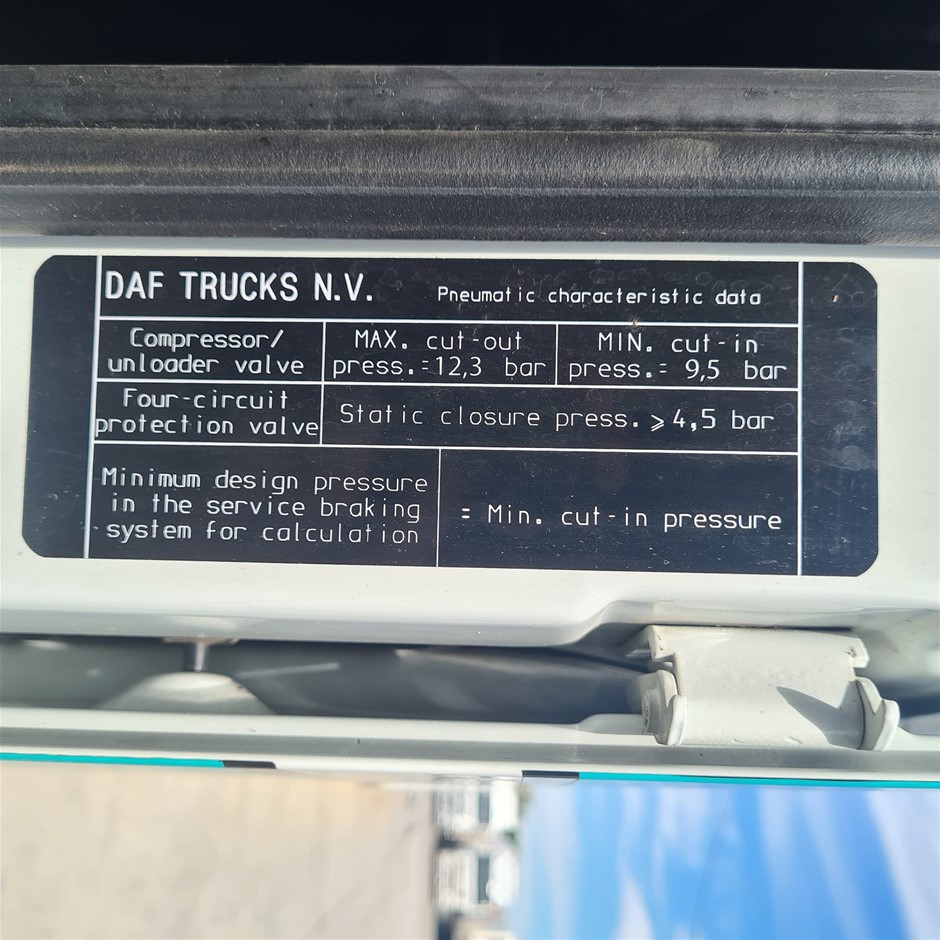 DAF TRUCKS N.V. Pneumatic characteristic data
Compressor/
unloader valve
MAX. cut-out
press.=12,3 bar
MIN. cut-in
press.= 9,5 bar
Four-circuit
protection valve
Static closure press. ⩾ 4,5 bar
Minimum design pressure
in the service braking
system for calculation
= Min. cut-in pressure